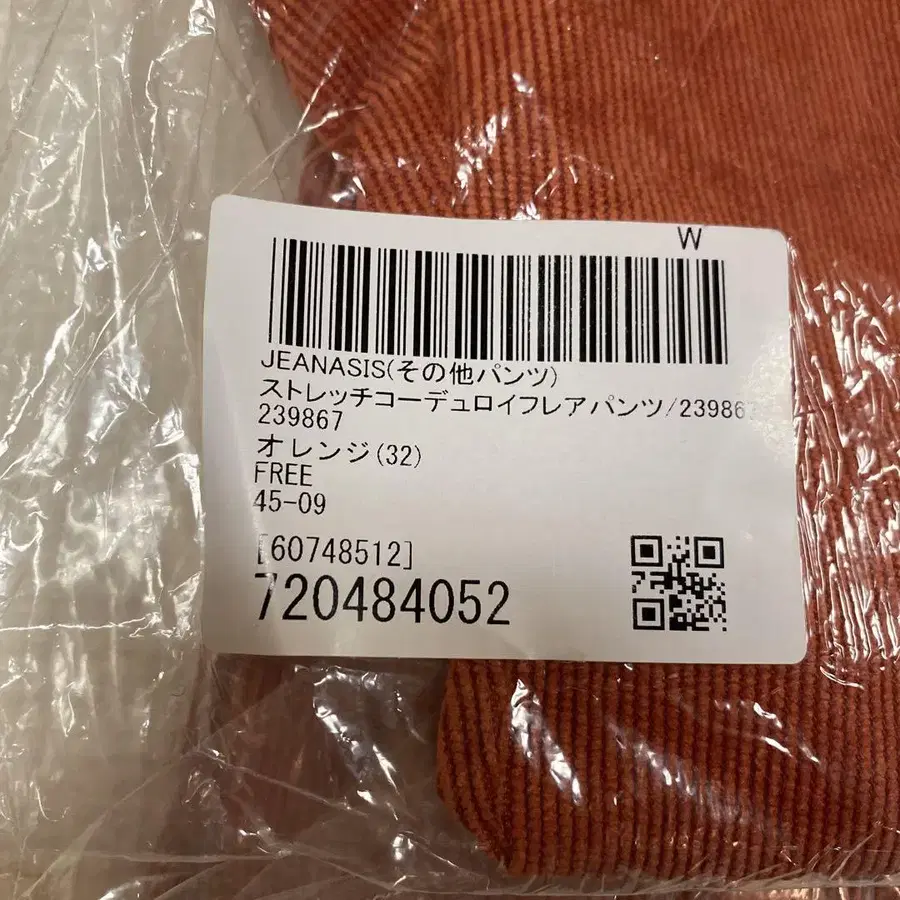 W
JEANASIS(その他パンツ)
ストレッチコーデュロイフレアパンツ/239867
239867
オレンジ(32)
FREE
45-09
[60748512]
720484052